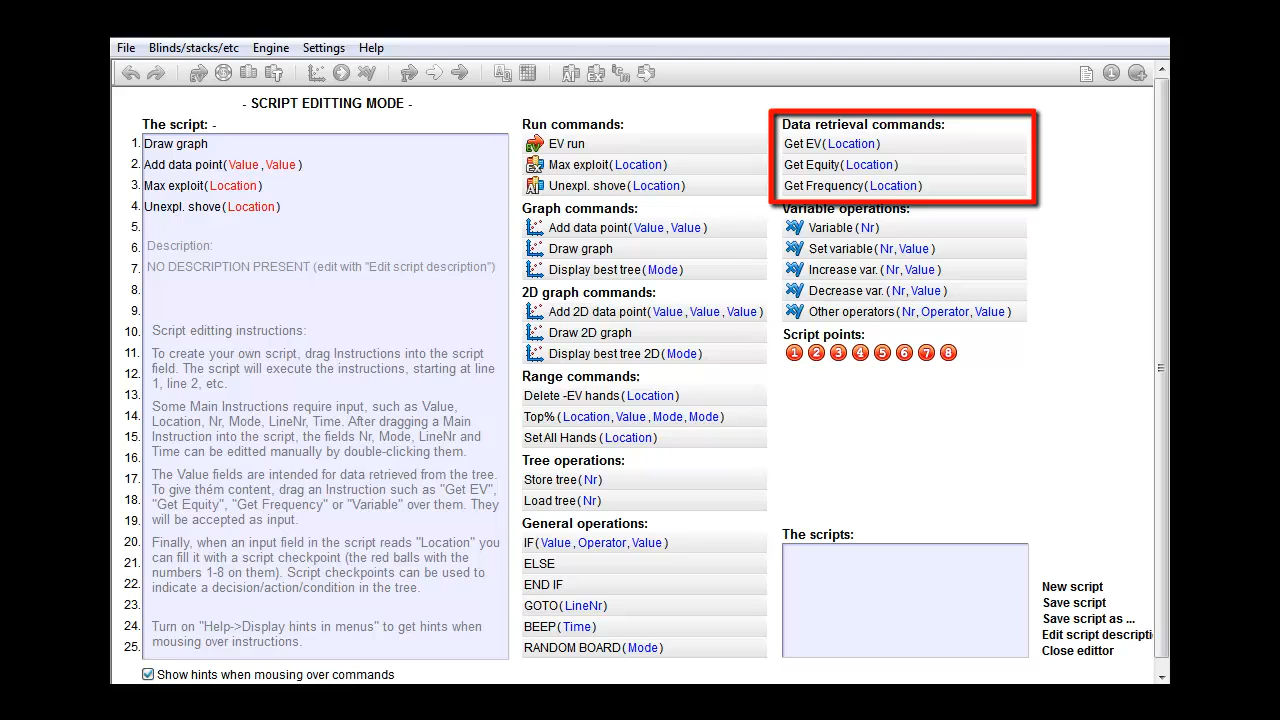 File Blinds/stacks/etc Engine Settings Help
- SCRIPT EDITTING MODE -
The script: -
1. Draw graph
2. Add data point( Value , Value )
3. Max exploit( Location )
4. Unexpl. shove( Location )
5.
6. Description:
7. NO DESCRIPTION PRESENT (edit with "Edit script description")
8.
9.
10. Script editing instructions:
11. To create your own script, drag Instructions into the script
field. The script will execute the instructions, starting at line
12. 1, line 2, etc.
13. Some Main Instructions require input, such as Value,
14. Location, Nr, Mode, LineNr, Time. After dragging a Main
15. Instruction into the script, the fields Nr, Mode, LineNr and
Time can be editted manually by double-clicking them.
16.
17. The Value fields are intended for data retrieved from the tree.
To give them content, drag an Instruction such as "Get EV",
18. "Get Equity", "Get Frequency" or "Variable" over them. They
19. will be accepted as input.
20. Finally, when an input field in the script reads "Location" you
21. can fill it with a script checkpoint (the red balls with the
numbers 1-8 on them). Script checkpoints can be used to
22. indicate a decision/action/condition in the tree.
23.
24. Turn on "Help->Display hints in menus" to get hints when
25. mousing over instructions.
Show hints when mousing over commands
Run commands:
EV run
Max exploit( Location )
Unexpl. shove( Location )
Graph commands:
Add data point( Value , Value )
Draw graph
Display best tree( Mode )
2D graph commands:
Add 2D data point( Value , Value , Value )
Draw 2D graph
Display best tree 2D( Mode )
Range commands:
Delete -EV hands( Location )
Top%( Location, Value, Mode, Mode )
Set All Hands ( Location )
Tree operations:
Store tree( Nr )
Load tree( Nr )
General operations:
IF( Value , Operator, Value )
ELSE
END IF
GOTO( LineNr )
BEEP( Time )
RANDOM BOARD( Mode )
Data retrieval commands:
Get EV( Location )
Get Equity( Location )
Get Frequency( Location )
Variable operations:
Variable ( Nr )
Set variable ( Nr, Value )
Increase var. ( Nr, Value )
Decrease var. ( Nr, Value )
Other operators ( Nr, Operator, Value )
Script points:
1 2 3 4 5 6 7 8
The scripts:
New script
Save script
Save script as ...
Edit script descripti
Close edittor